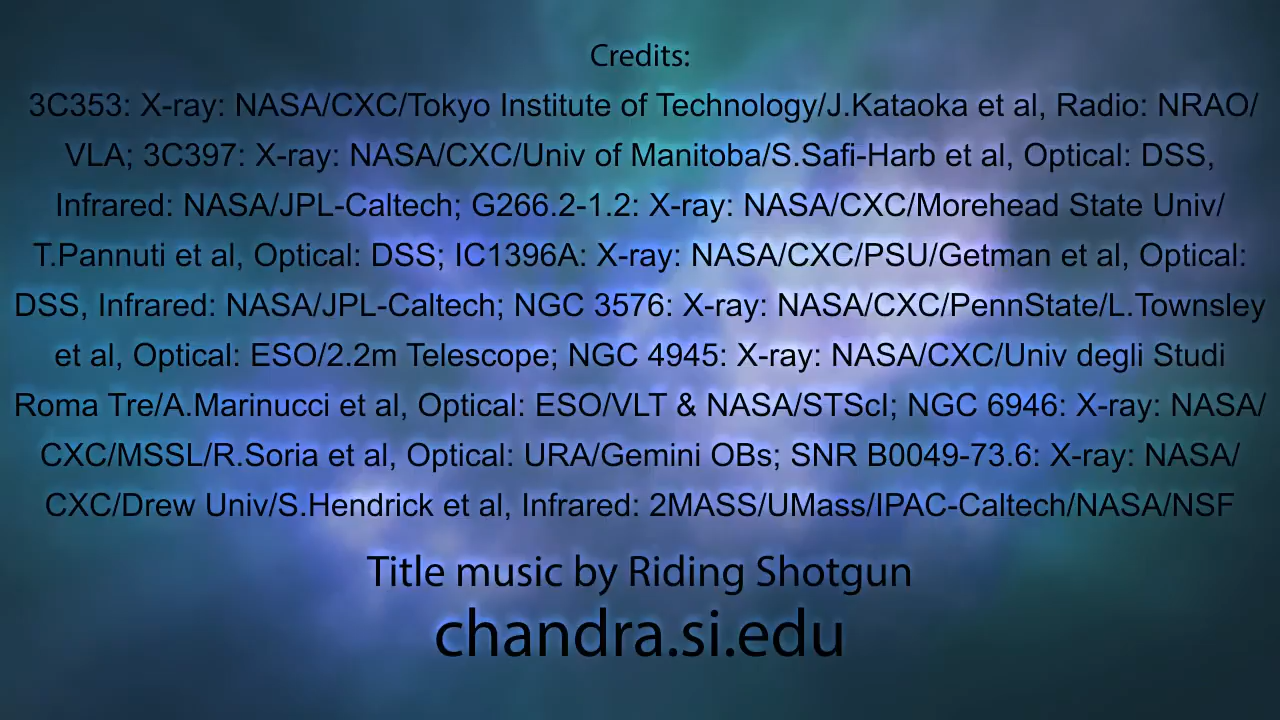 Credits:
3C353: X-ray: NASA/CXC/Tokyo Institute of Technology/J.Kataoka et al, Radio: NRAO/
VLA; 3C397: X-ray: NASA/CXC/Univ of Manitoba/S.Safi-Harb et al, Optical: DSS,
Infrared: NASA/JPL-Caltech; G266.2-1.2: X-ray: NASA/CXC/Morehead State Univ/
T.Pannuti et al, Optical: DSS; IC1396A: X-ray: NASA/CXC/PSU/Getman et al, Optical:
DSS, Infrared: NASA/JPL-Caltech; NGC 3576: X-ray: NASA/CXC/PennState/L.Townsley
et al, Optical: ESO/2.2m Telescope; NGC 4945: X-ray: NASA/CXC/Univ degli Studi
Roma Tre/A.Marinucci et al, Optical: ESO/VLT & NASA/STScI; NGC 6946: X-ray: NASA/
CXC/MSSL/R.Soria et al, Optical: URA/Gemini OBs; SNR B0049-73.6: X-ray: NASA/
CXC/Drew Univ/S.Hendrick et al, Infrared: 2MASS/UMass/IPAC-Caltech/NASA/NSF
Title music by Riding Shotgun
chandra.si.edu